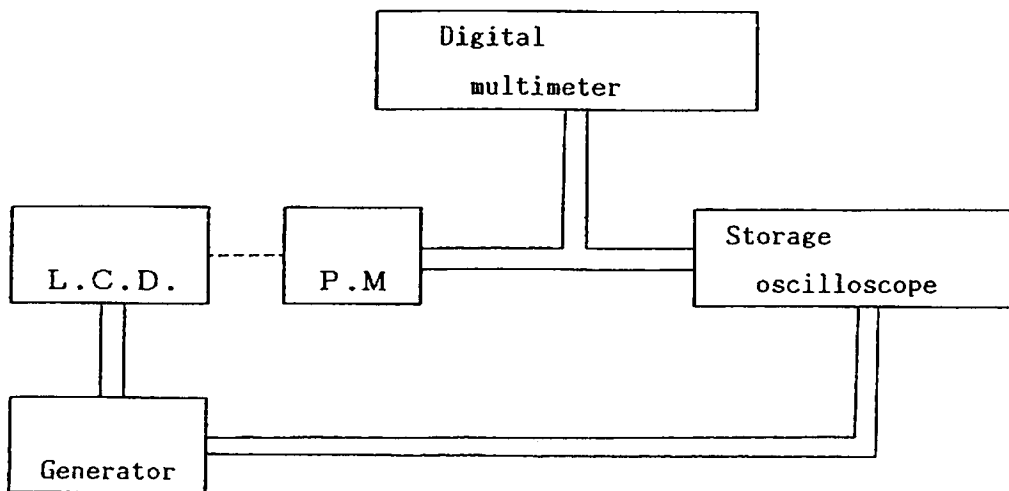 Digital
multimeter
L.C.D.
P.M
Storage
oscilloscope
Generator